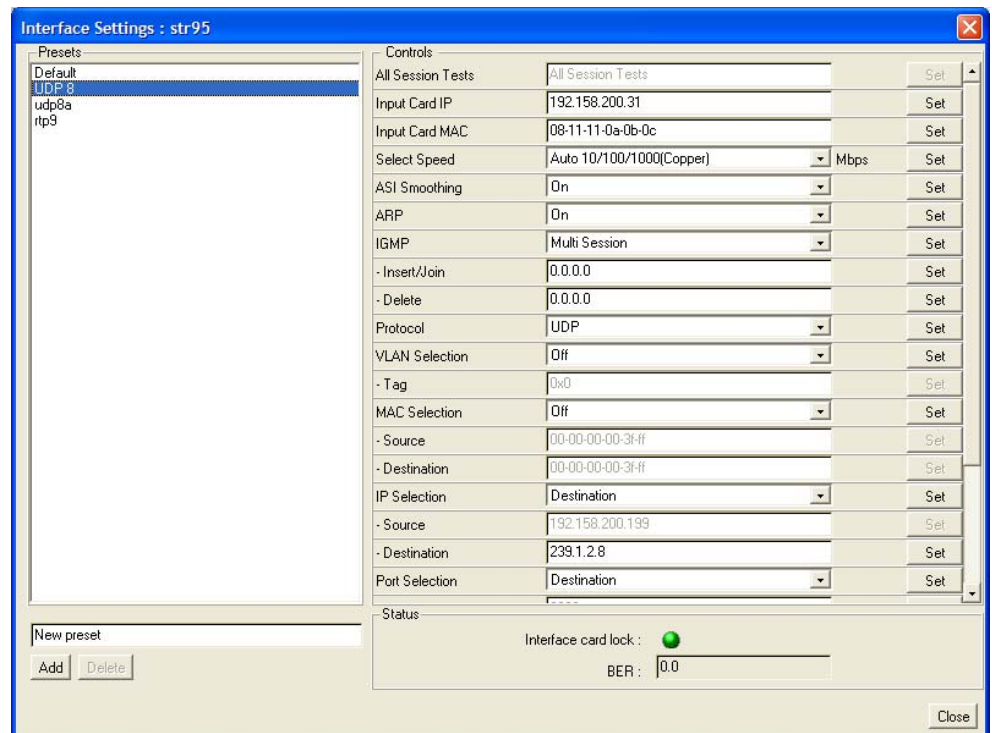 Interface Settings : str95
Presets
Default
UDP 8
udp8a
rtp9
New preset
Add Delete
Controls
All Session Tests All Session Tests Set
Input Card IP 192.158.200.31 Set
Input Card MAC 08-11-11-0a-0b-0c Set
Select Speed Auto 10/100/1000(Copper) Mbps Set
ASI Smoothing On Set
ARP On Set
IGMP Multi Session Set
- Insert/Join 0.0.0.0 Set
- Delete 0.0.0.0 Set
Protocol UDP Set
VLAN Selection Off Set
- Tag 0x0 Set
MAC Selection Off Set
- Source 00-00-00-00-3f-ff Set
- Destination 00-00-00-00-3f-ff Set
IP Selection Destination Set
- Source 192.158.200.199 Set
- Destination 239.1.2.8 Set
Port Selection Destination Set
Status
Interface card lock :
BER : 0.0
Close